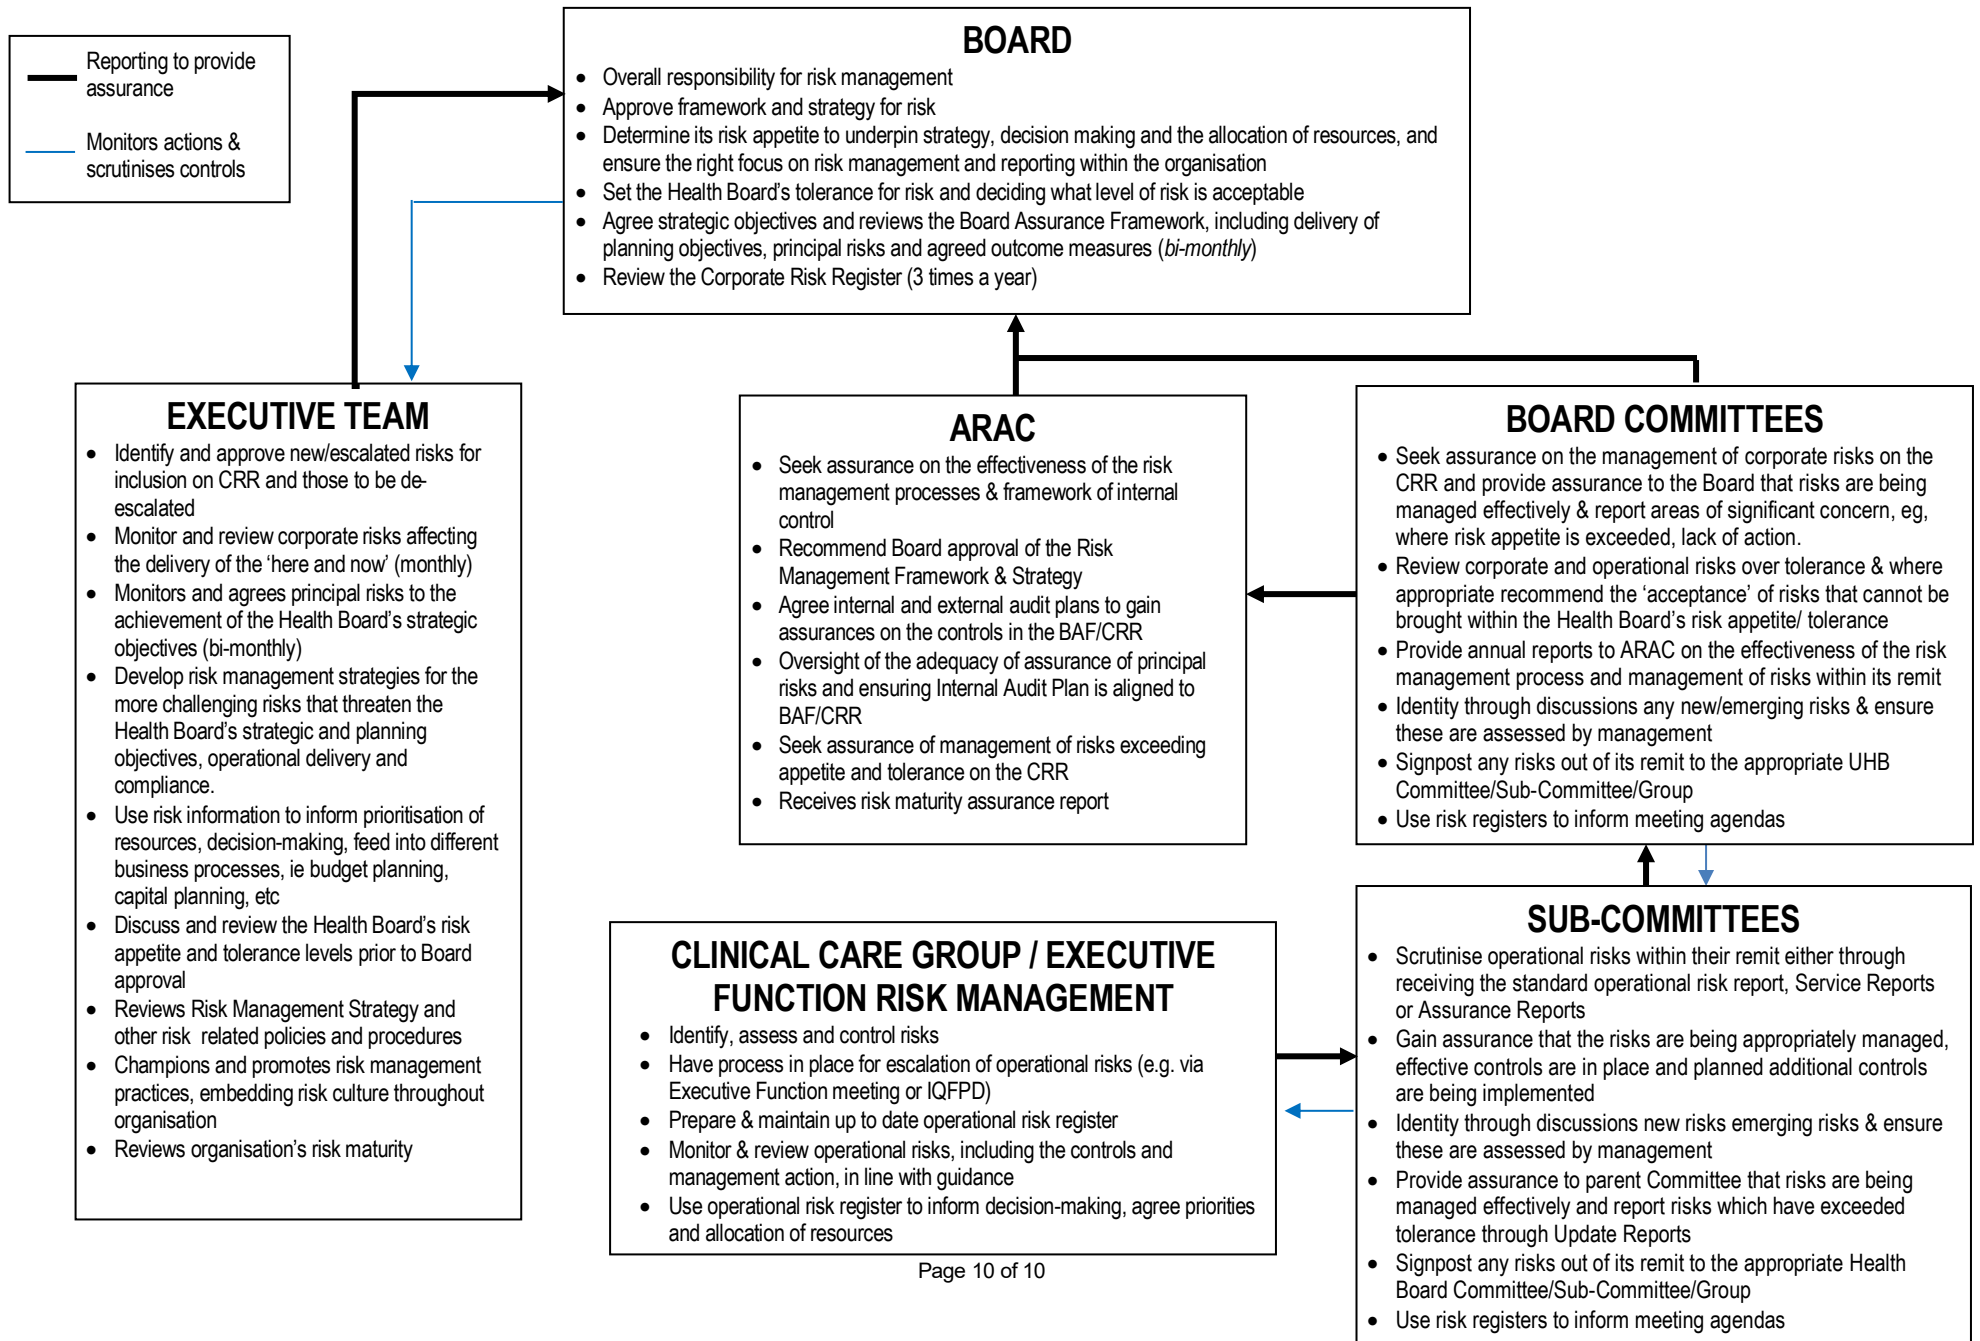 Reporting to provide
assurance
Monitors actions &
scrutinises controls
BOARD
• Overall responsibility for risk management
• Approve framework and strategy for risk
• Determine its risk appetite to underpin strategy, decision making and the allocation of resources, and
ensure the right focus on risk management and reporting within the organisation
• Set the Health Board’s tolerance for risk and deciding what level of risk is acceptable
• Agree strategic objectives and reviews the Board Assurance Framework, including delivery of
planning objectives, principal risks and agreed outcome measures (bi-monthly)
• Review the Corporate Risk Register (3 times a year)
EXECUTIVE TEAM
• Identify and approve new/escalated risks for
inclusion on CRR and those to be de-
escalated
• Monitor and review corporate risks affecting
the delivery of the ‘here and now’ (monthly)
• Monitors and agrees principal risks to the
achievement of the Health Board’s strategic
objectives (bi-monthly)
• Develop risk management strategies for the
more challenging risks that threaten the
Health Board’s strategic and planning
objectives, operational delivery and
compliance.
• Use risk information to inform prioritisation of
resources, decision-making, feed into different
business processes, ie budget planning,
capital planning, etc
• Discuss and review the Health Board’s risk
appetite and tolerance levels prior to Board
approval
• Reviews Risk Management Strategy and
other risk related policies and procedures
• Champions and promotes risk management
practices, embedding risk culture throughout
organisation
• Reviews organisation’s risk maturity
ARAC
• Seek assurance on the effectiveness of the risk
management processes & framework of internal
control
• Recommend Board approval of the Risk
Management Framework & Strategy
• Agree internal and external audit plans to gain
assurances on the controls in the BAF/CRR
• Oversight of the adequacy of assurance of principal
risks and ensuring Internal Audit Plan is aligned to
BAF/CRR
• Seek assurance of management of risks exceeding
appetite and tolerance on the CRR
• Receives risk maturity assurance report
BOARD COMMITTEES
• Seek assurance on the management of corporate risks on the
CRR and provide assurance to the Board that risks are being
managed effectively & report areas of significant concern, eg,
where risk appetite is exceeded, lack of action.
• Review corporate and operational risks over tolerance & where
appropriate recommend the ‘acceptance’ of risks that cannot be
brought within the Health Board’s risk appetite/ tolerance
• Provide annual reports to ARAC on the effectiveness of the risk
management process and management of risks within its remit
• Identity through discussions any new/emerging risks & ensure
these are assessed by management
• Signpost any risks out of its remit to the appropriate UHB
Committee/Sub-Committee/Group
• Use risk registers to inform meeting agendas
CLINICAL CARE GROUP / EXECUTIVE
FUNCTION RISK MANAGEMENT
• Identify, assess and control risks
• Have process in place for escalation of operational risks (e.g. via
Executive Function meeting or IQFPD)
• Prepare & maintain up to date operational risk register
• Monitor & review operational risks, including the controls and
management action, in line with guidance
• Use operational risk register to inform decision-making, agree priorities
and allocation of resources
SUB-COMMITTEES
• Scrutinise operational risks within their remit either through
receiving the standard operational risk report, Service Reports
or Assurance Reports
• Gain assurance that the risks are being appropriately managed,
effective controls are in place and planned additional controls
are being implemented
• Identity through discussions new risks emerging risks & ensure
these are assessed by management
• Provide assurance to parent Committee that risks are being
managed effectively and report risks which have exceeded
tolerance through Update Reports
• Signpost any risks out of its remit to the appropriate Health
Board Committee/Sub-Committee/Group
• Use risk registers to inform meeting agendas
Page 10 of 10